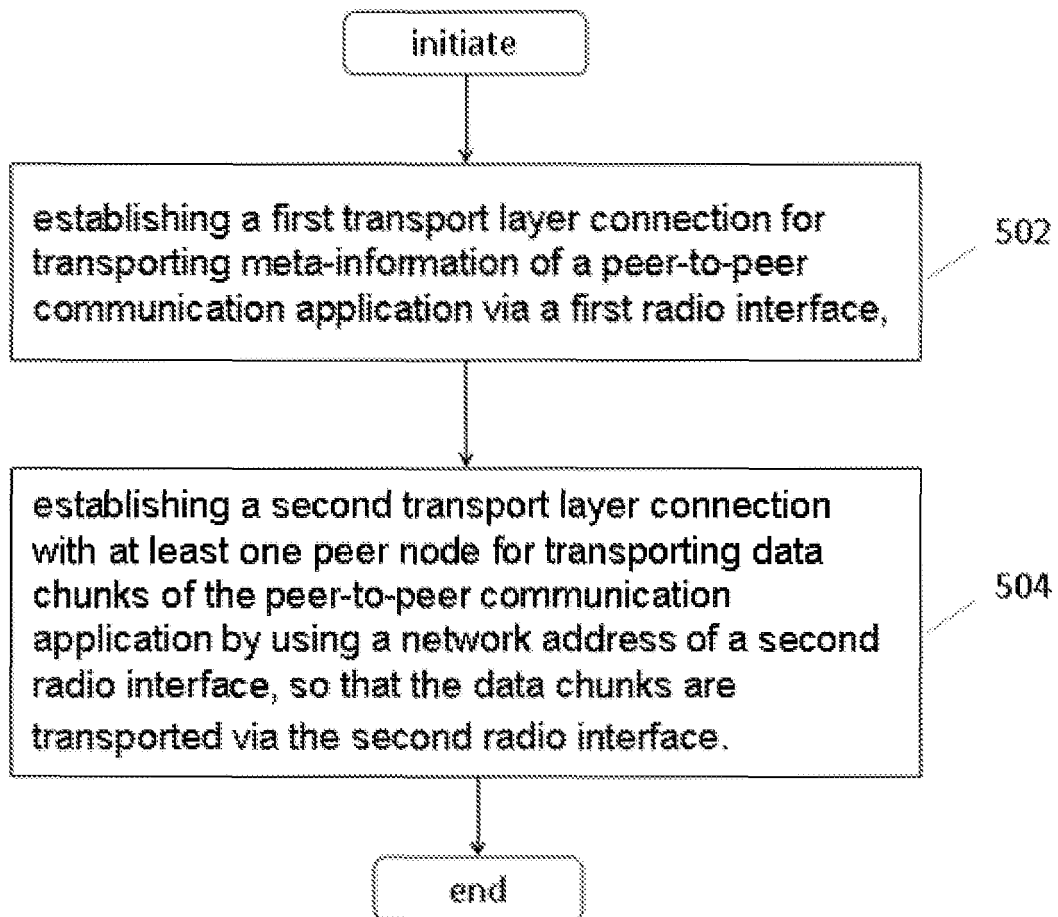 initiate
establishing a first transport layer connection for
transporting meta-information of a peer-to-peer
communication application via a first radio interface,
502
establishing a second transport layer connection
with at least one peer node for transporting data
chunks of the peer-to-peer communication
application by using a network address of a second
radio interface, so that the data chunks are
transported via the second radio interface.
504
end